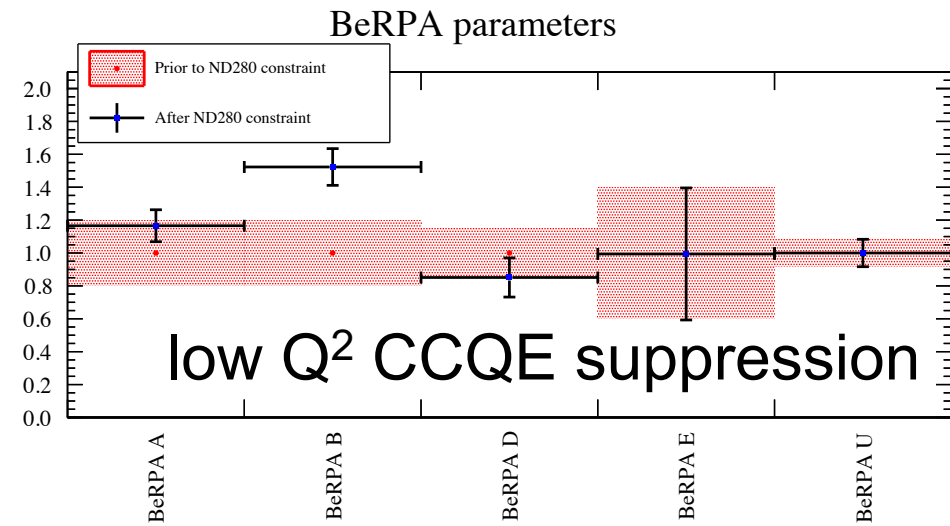 BeRPA parameters
Prior to ND280 constraint
After ND280 constraint
2.0
1.8
1.6
1.4
1.2
1.0
0.8
0.6
0.4
0.2
0.0
low Q² CCQE suppression
BeRPA A
BeRPA B
BeRPA D
BeRPA E
BeRPA U